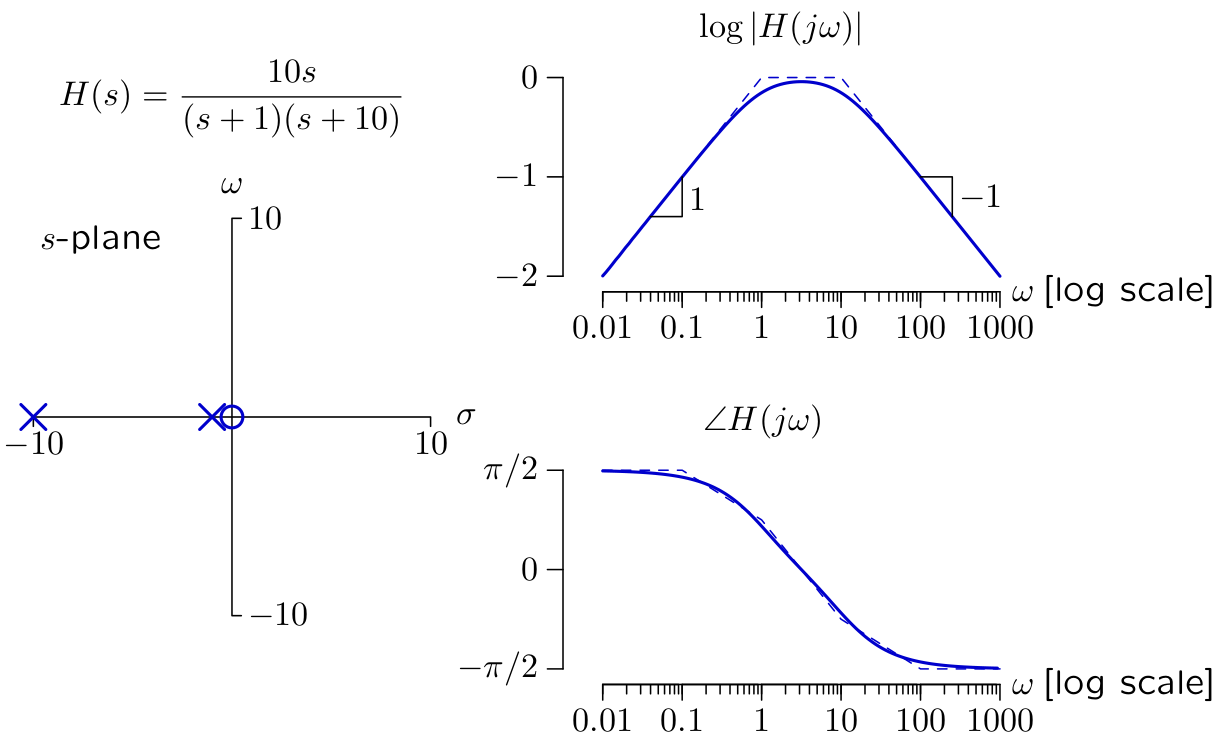 H(s) = 10s / (s + 1)(s + 10)
s-plane
ω
10
−10
10
σ
−10
log |H(jω)|
0
−1
−2
1
−1
0.01 0.1 1 10 100 1000
ω [log scale]
∠H(jω)
π/2
0
−π/2
0.01 0.1 1 10 100 1000
ω [log scale]